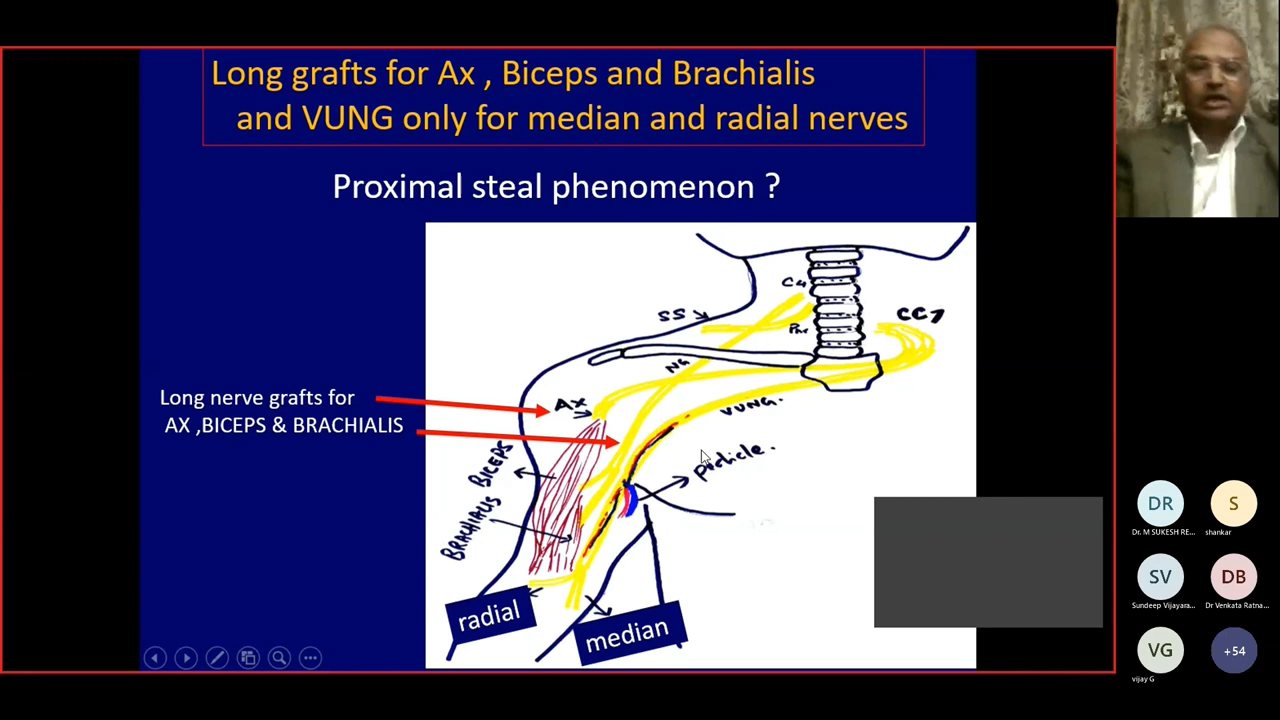 Long grafts for Ax , Biceps and Brachialis
and VUNG only for median and radial nerves
Proximal steal phenomenon ?
C4
SS
CC7
Phr
NG
Long nerve grafts for
AX ,BICEPS & BRACHIALIS
AX
VUNG.
BICEPS
pedicle.
BRACHIALIS
radial
median
DR
S
Dr. M SUKESH RE...
shankar
SV
DB
Sundeep Vijayara...
Dr Venkata Ratna...
VG
+54
vijay G